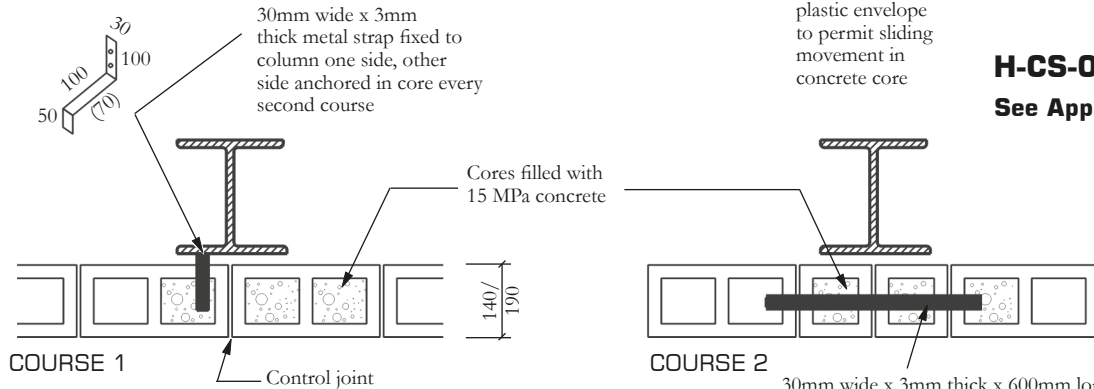 30
100
100
50
(70)
30mm wide x 3mm
thick metal strap fixed to
column one side, other
side anchored in core every
second course
plastic envelope
to permit sliding
movement in
concrete core
H-CS-0
See App
Cores filled with
15 MPa concrete
140/
190
COURSE 1
Control joint
COURSE 2
30mm wide x 3mm thick x 600mm